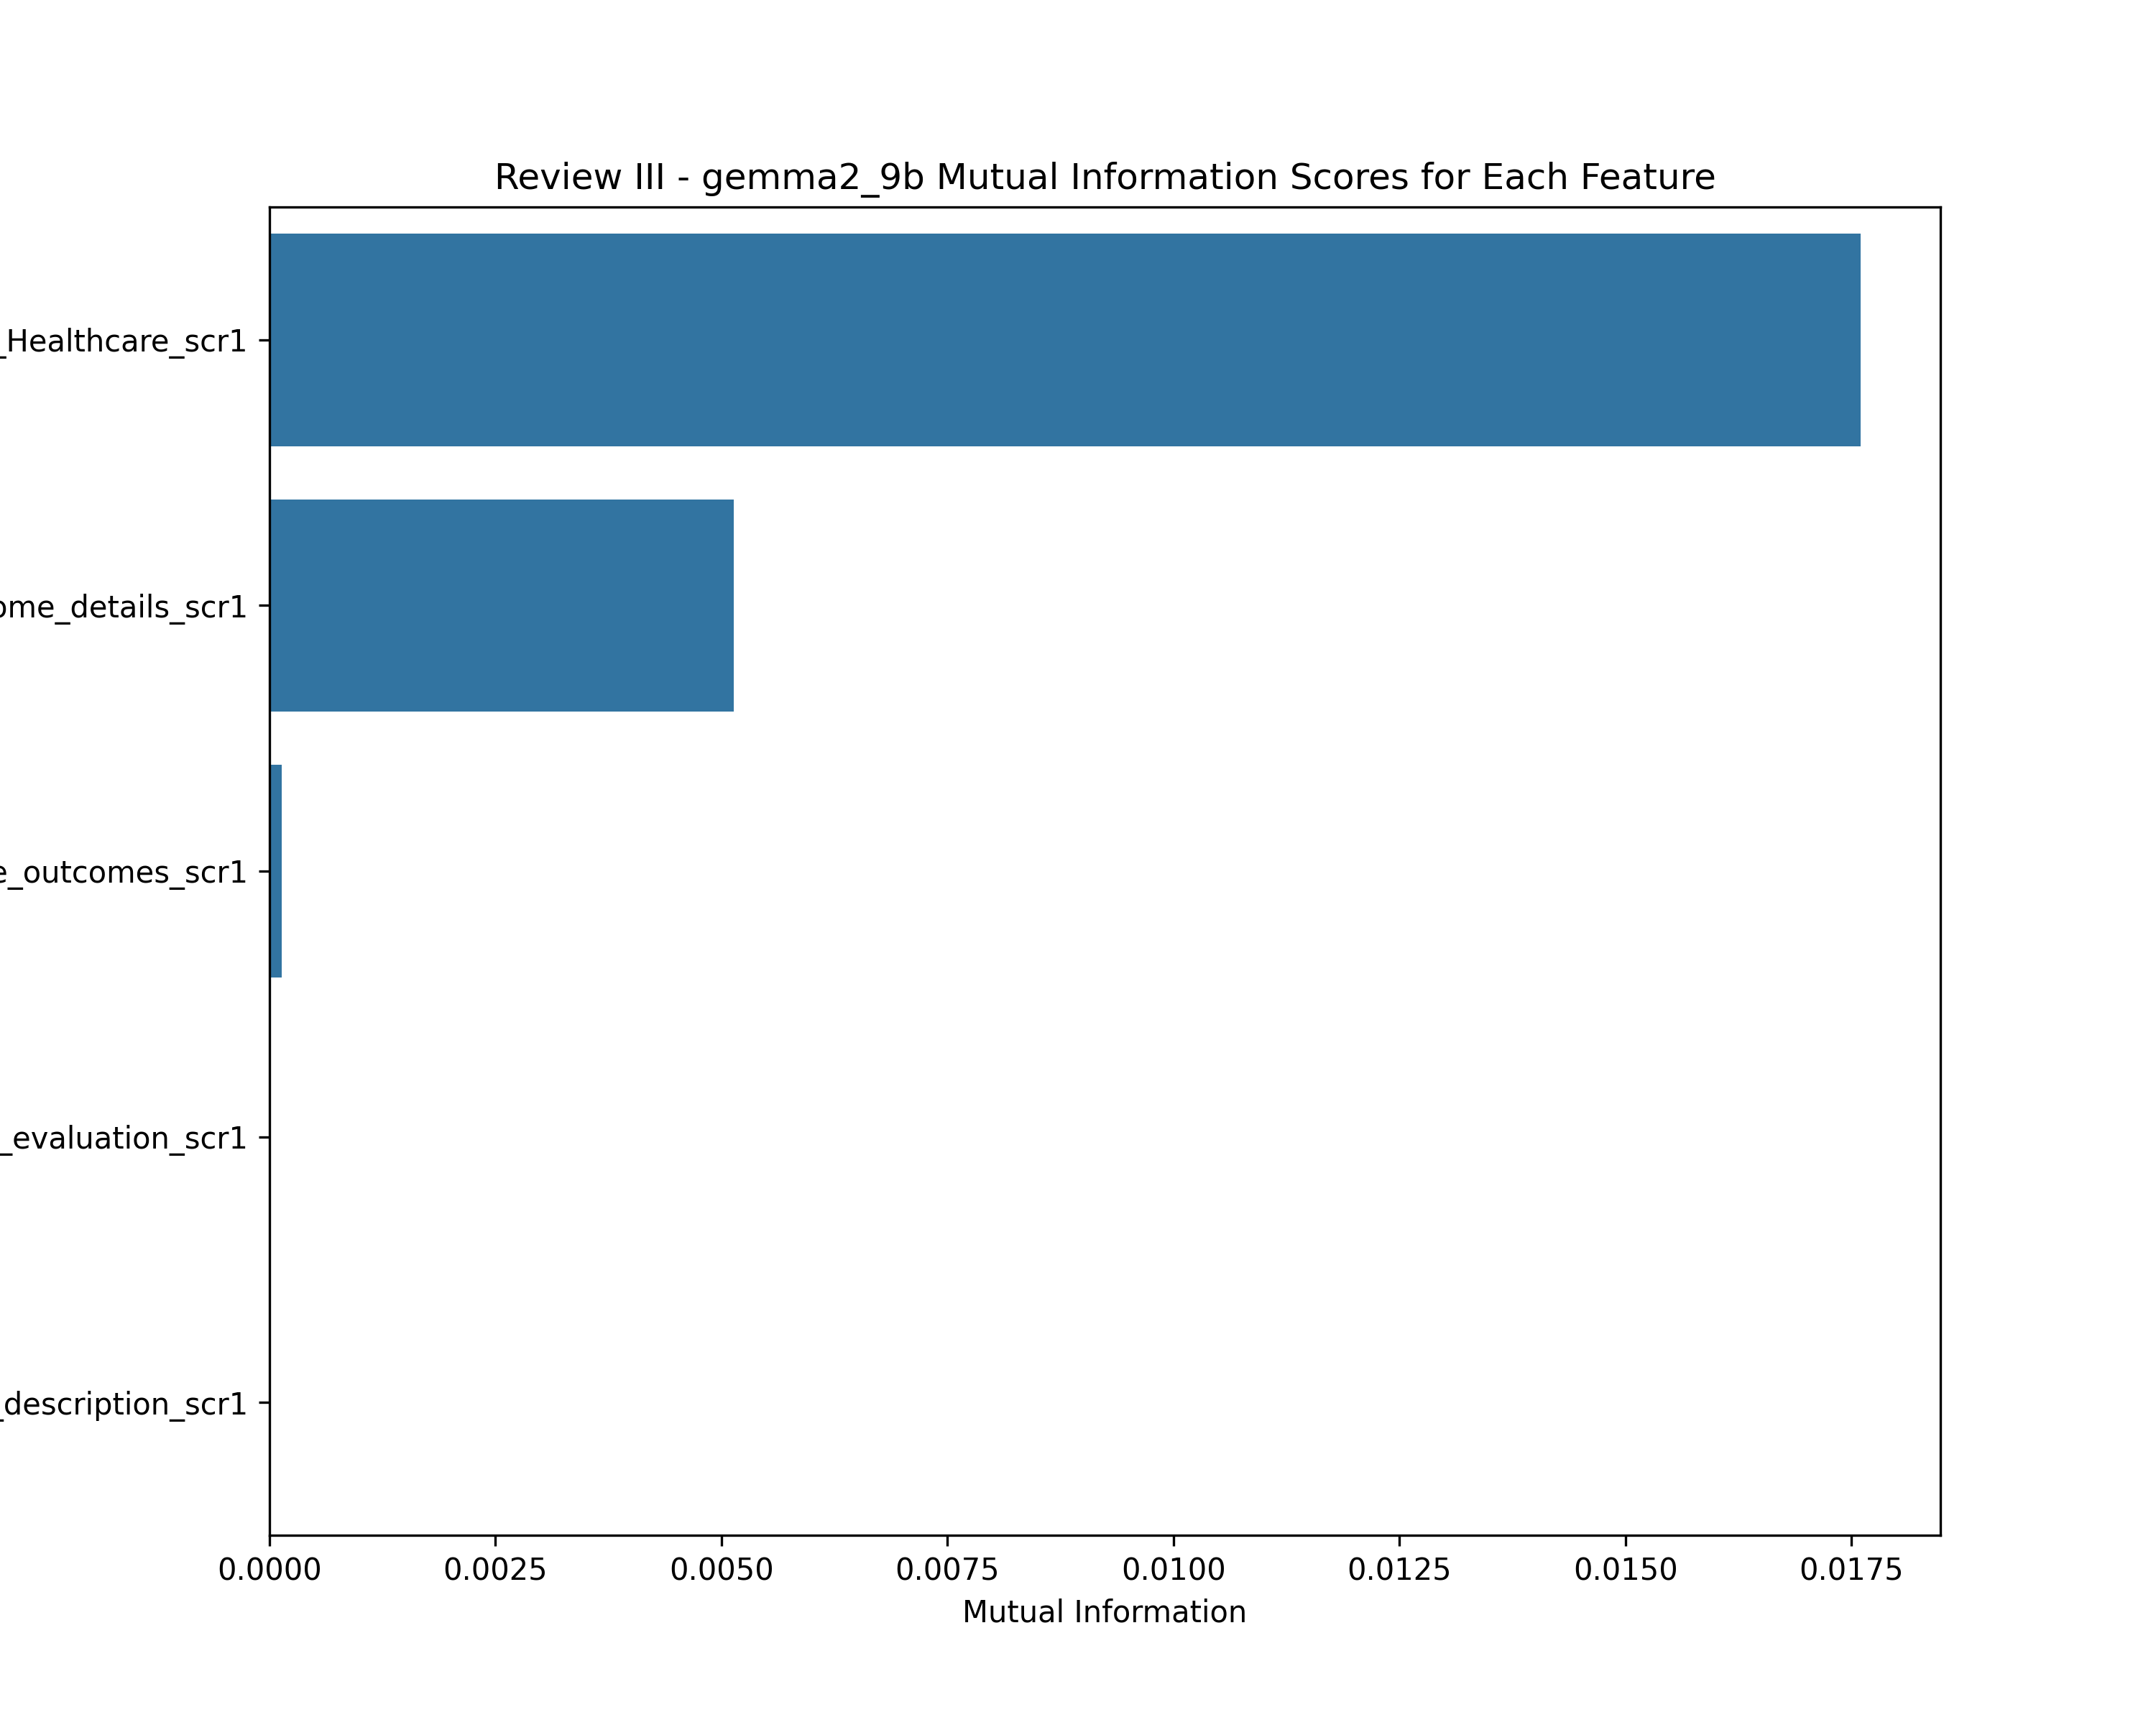 Review III - gemma2_9b Mutual Information Scores for Each Feature
_Healthcare_scr1
ome_details_scr1
e_outcomes_scr1
_evaluation_scr1
_description_scr1
0.0000 0.0025 0.0050 0.0075 0.0100 0.0125 0.0150 0.0175
Mutual Information